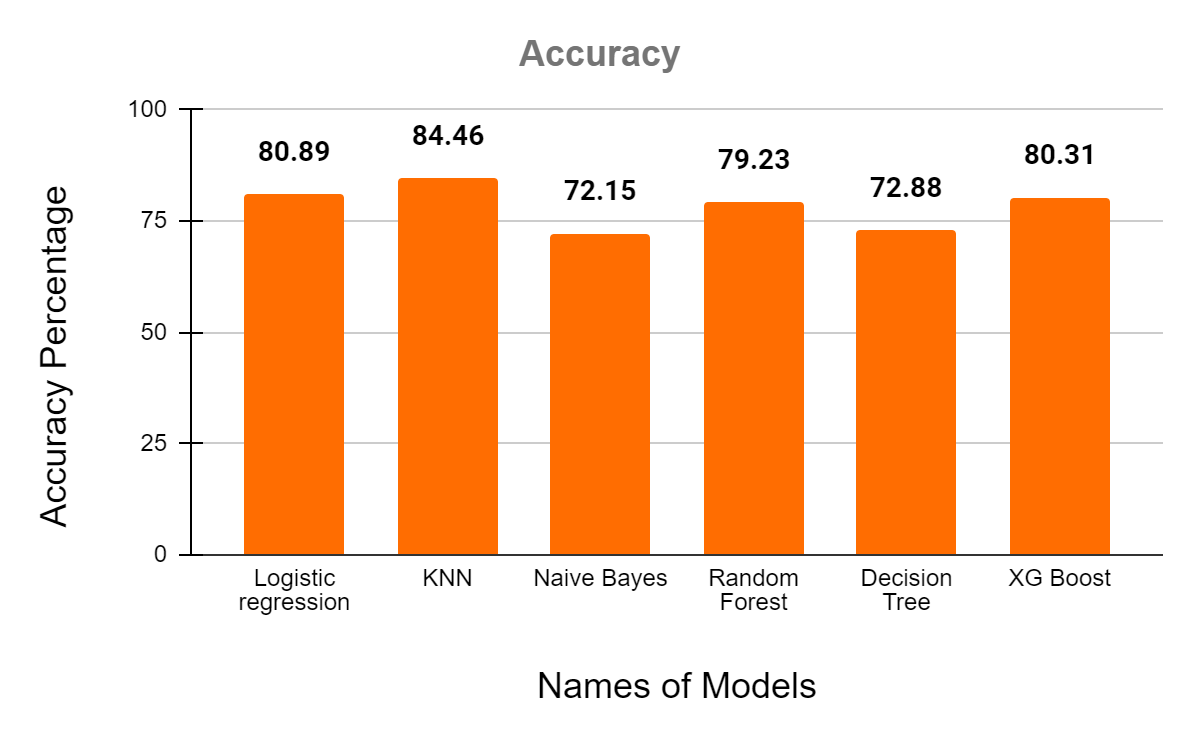 Accuracy
Accuracy Percentage
100
75
50
25
0
80.89
84.46
72.15
79.23
72.88
80.31
Logistic
regression
KNN
Naive Bayes
Random
Forest
Decision
Tree
XG Boost
Names of Models